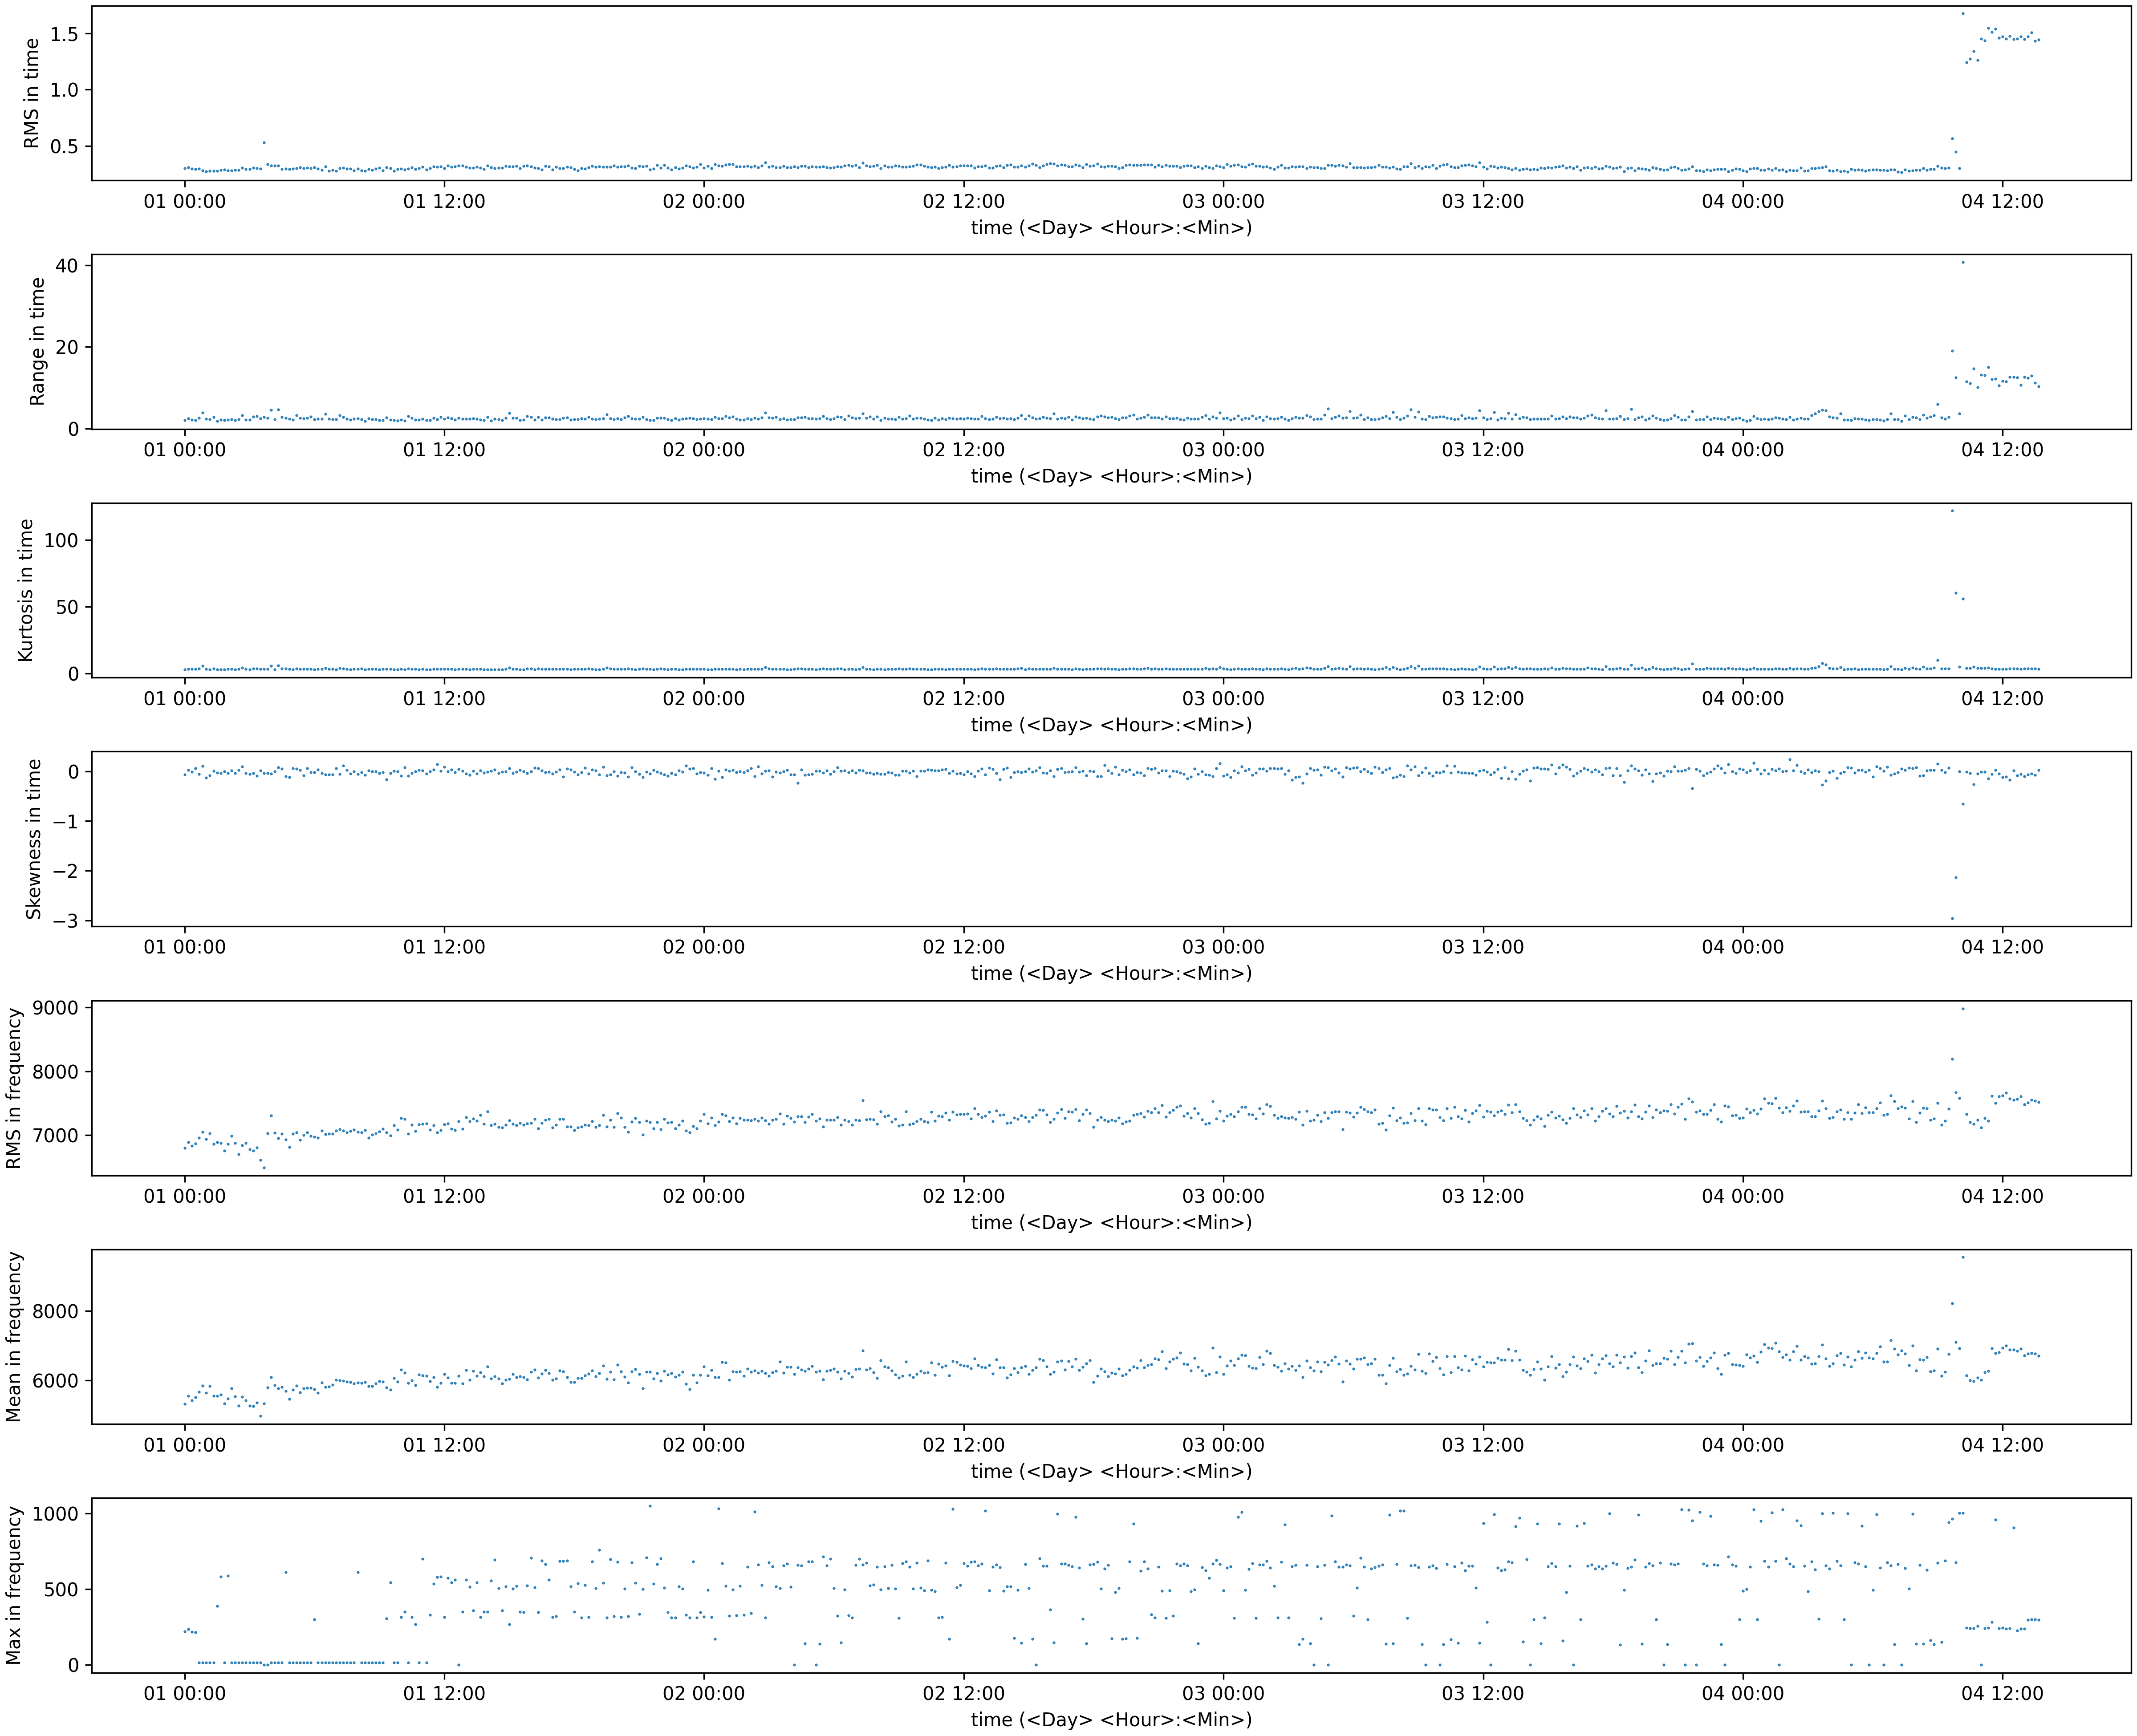 RMS in time
1.5
1.0
0.5
01 00:00 01 12:00 02 00:00 02 12:00 03 00:00 03 12:00 04 00:00 04 12:00
time (<Day> <Hour>:<Min>)
Range in time
40
20
0
01 00:00 01 12:00 02 00:00 02 12:00 03 00:00 03 12:00 04 00:00 04 12:00
time (<Day> <Hour>:<Min>)
Kurtosis in time
100
50
0
01 00:00 01 12:00 02 00:00 02 12:00 03 00:00 03 12:00 04 00:00 04 12:00
time (<Day> <Hour>:<Min>)
Skewness in time
0
−1
−2
−3
01 00:00 01 12:00 02 00:00 02 12:00 03 00:00 03 12:00 04 00:00 04 12:00
time (<Day> <Hour>:<Min>)
RMS in frequency
9000
8000
7000
01 00:00 01 12:00 02 00:00 02 12:00 03 00:00 03 12:00 04 00:00 04 12:00
time (<Day> <Hour>:<Min>)
Mean in frequency
8000
6000
01 00:00 01 12:00 02 00:00 02 12:00 03 00:00 03 12:00 04 00:00 04 12:00
time (<Day> <Hour>:<Min>)
Max in frequency
1000
500
0
01 00:00 01 12:00 02 00:00 02 12:00 03 00:00 03 12:00 04 00:00 04 12:00
time (<Day> <Hour>:<Min>)